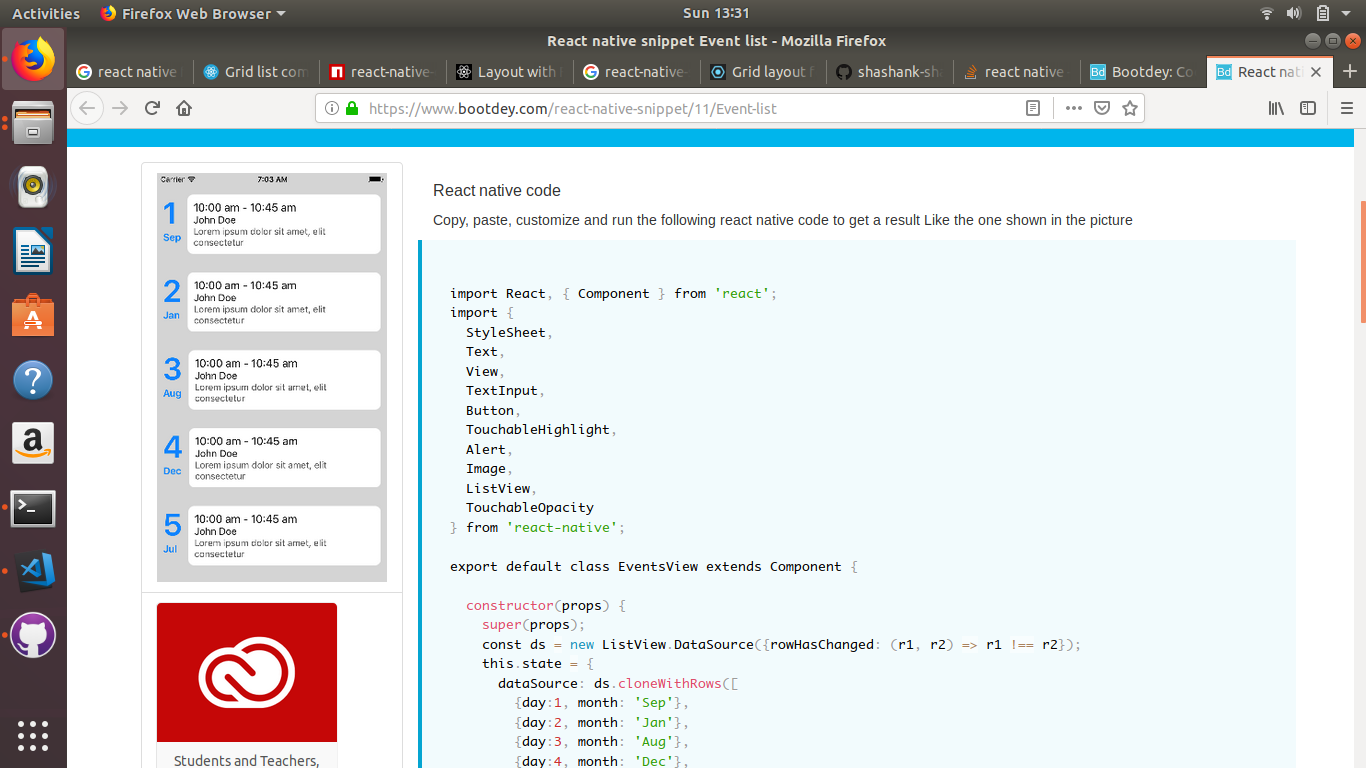 Activities
Firefox Web Browser
Sun 13:31
React native snippet Event list - Mozilla Firefox
react native
Grid list com
react-native-
Layout with
react-native-
Grid layout f
shashank-sha
react native
Bootdey: Co
React nati
https://www.bootdey.com/react-native-snippet/11/Event-list
Carrier
7:03 AM
1
Sep
10:00 am - 10:45 am
John Doe
Lorem ipsum dolor sit amet, elit
consectetur
2
Jan
10:00 am - 10:45 am
John Doe
Lorem ipsum dolor sit amet, elit
consectetur
3
Aug
10:00 am - 10:45 am
John Doe
Lorem ipsum dolor sit amet, elit
consectetur
4
Dec
10:00 am - 10:45 am
John Doe
Lorem ipsum dolor sit amet, elit
consectetur
5
Jul
10:00 am - 10:45 am
John Doe
Lorem ipsum dolor sit amet, elit
consectetur
Students and Teachers,
React native code
Copy, paste, customize and run the following react native code to get a result Like the one shown in the picture
import React, { Component } from 'react';
import {
  StyleSheet,
  Text,
  View,
  TextInput,
  Button,
  TouchableHighlight,
  Alert,
  Image,
  ListView,
  TouchableOpacity
} from 'react-native';
export default class EventsView extends Component {
  constructor(props) {
    super(props);
    const ds = new ListView.DataSource({rowHasChanged: (r1, r2) => r1 !== r2});
    this.state = {
      dataSource: ds.cloneWithRows([
        {day:1, month: 'Sep'},
        {day:2, month: 'Jan'},
        {day:3, month: 'Aug'},
        {day:4, month: 'Dec'},